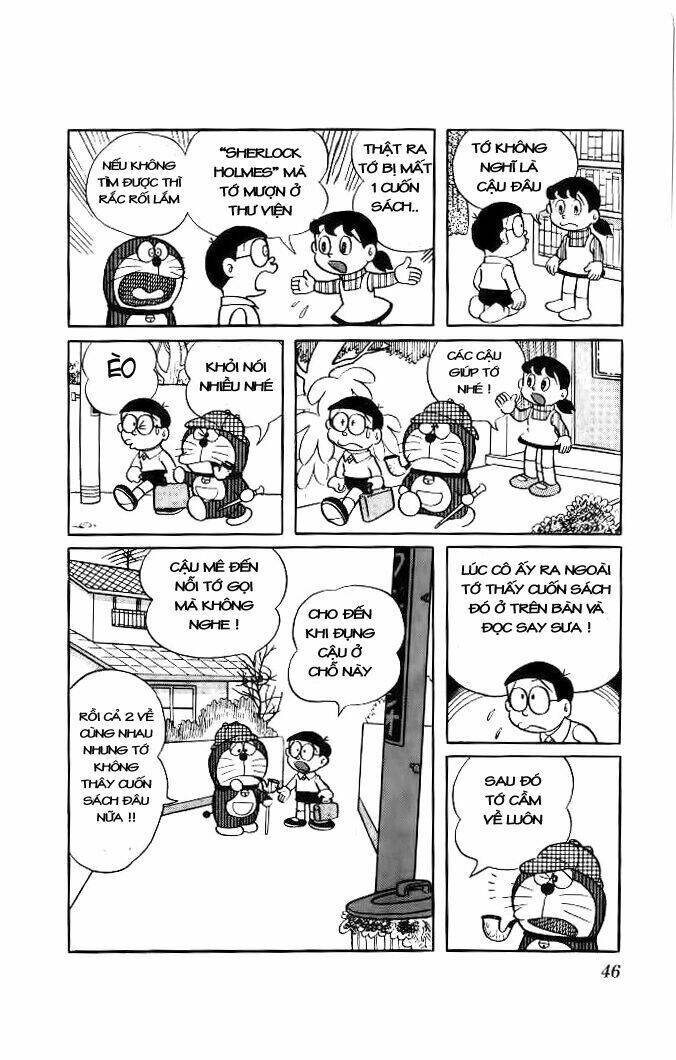 TỚ KHÔNG
NGHĨ LÀ
CẬU ĐÂU
THẬT RA
TỚ BỊ MẤT
1 CUỐN
SÁCH..
“SHERLOCK
HOLMES” MÀ
TỚ MƯỢN Ở
THƯ VIỆN
NẾU KHÔNG
TÌM ĐƯỢC THÌ
RẮC RỐI LẮM
CÁC CẬU
GIÚP TỚ
NHÉ !
KHỎI NÓI
NHIỀU NHÉ
ÈO
LÚC CÔ ẤY RA NGOÀI
TỚ THẤY CUỐN SÁCH
ĐÓ Ở TRÊN BÀN VÀ
ĐỌC SAY SƯA !
SAU ĐÓ
TỚ CẦM
VỀ LUÔN
CHO ĐẾN
KHI ĐỤNG
CẬU Ở
CHỖ NÀY
CẬU MÊ ĐẾN
NỖI TỚ GỌI
MÀ KHÔNG
NGHE !
RỒI CẢ 2 VỀ
CÙNG NHAU
NHƯNG TỚ
KHÔNG
THẤY CUỐN
SÁCH ĐÂU
NỮA !!
46